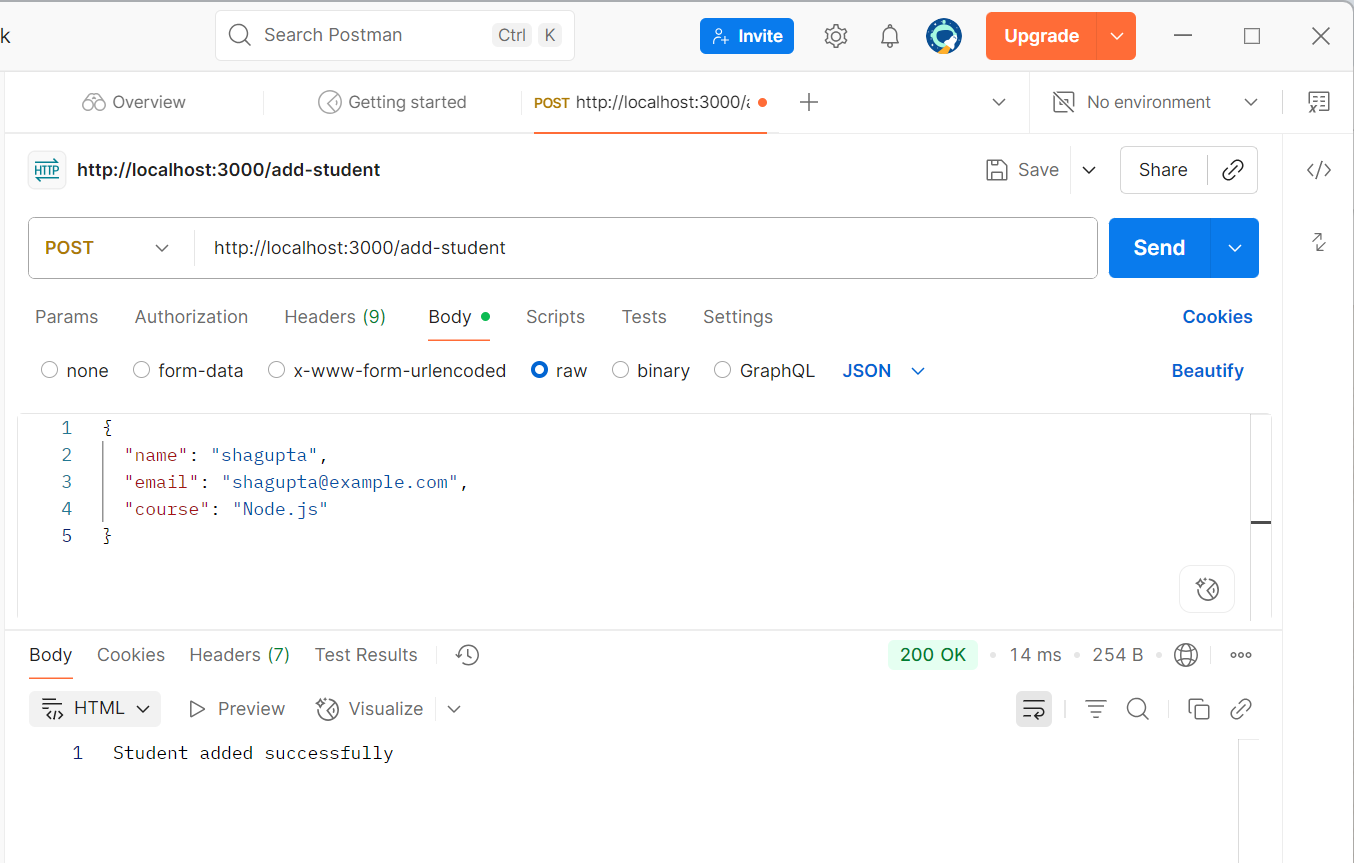 k
Search Postman Ctrl K Invite Upgrade
Overview Getting started POST http://localhost:3000/a No environment
HTTP http://localhost:3000/add-student Save Share
POST http://localhost:3000/add-student Send
Params Authorization Headers (9) Body Scripts Tests Settings Cookies
none form-data x-www-form-urlencoded raw binary GraphQL JSON Beautify
1 {
2 "name": "shagupta",
3 "email": "shagupta@example.com",
4 "course": "Node.js"
5 }
Body Cookies Headers (7) Test Results 200 OK • 14 ms • 254 B •
HTML Preview Visualize
1 Student added successfully